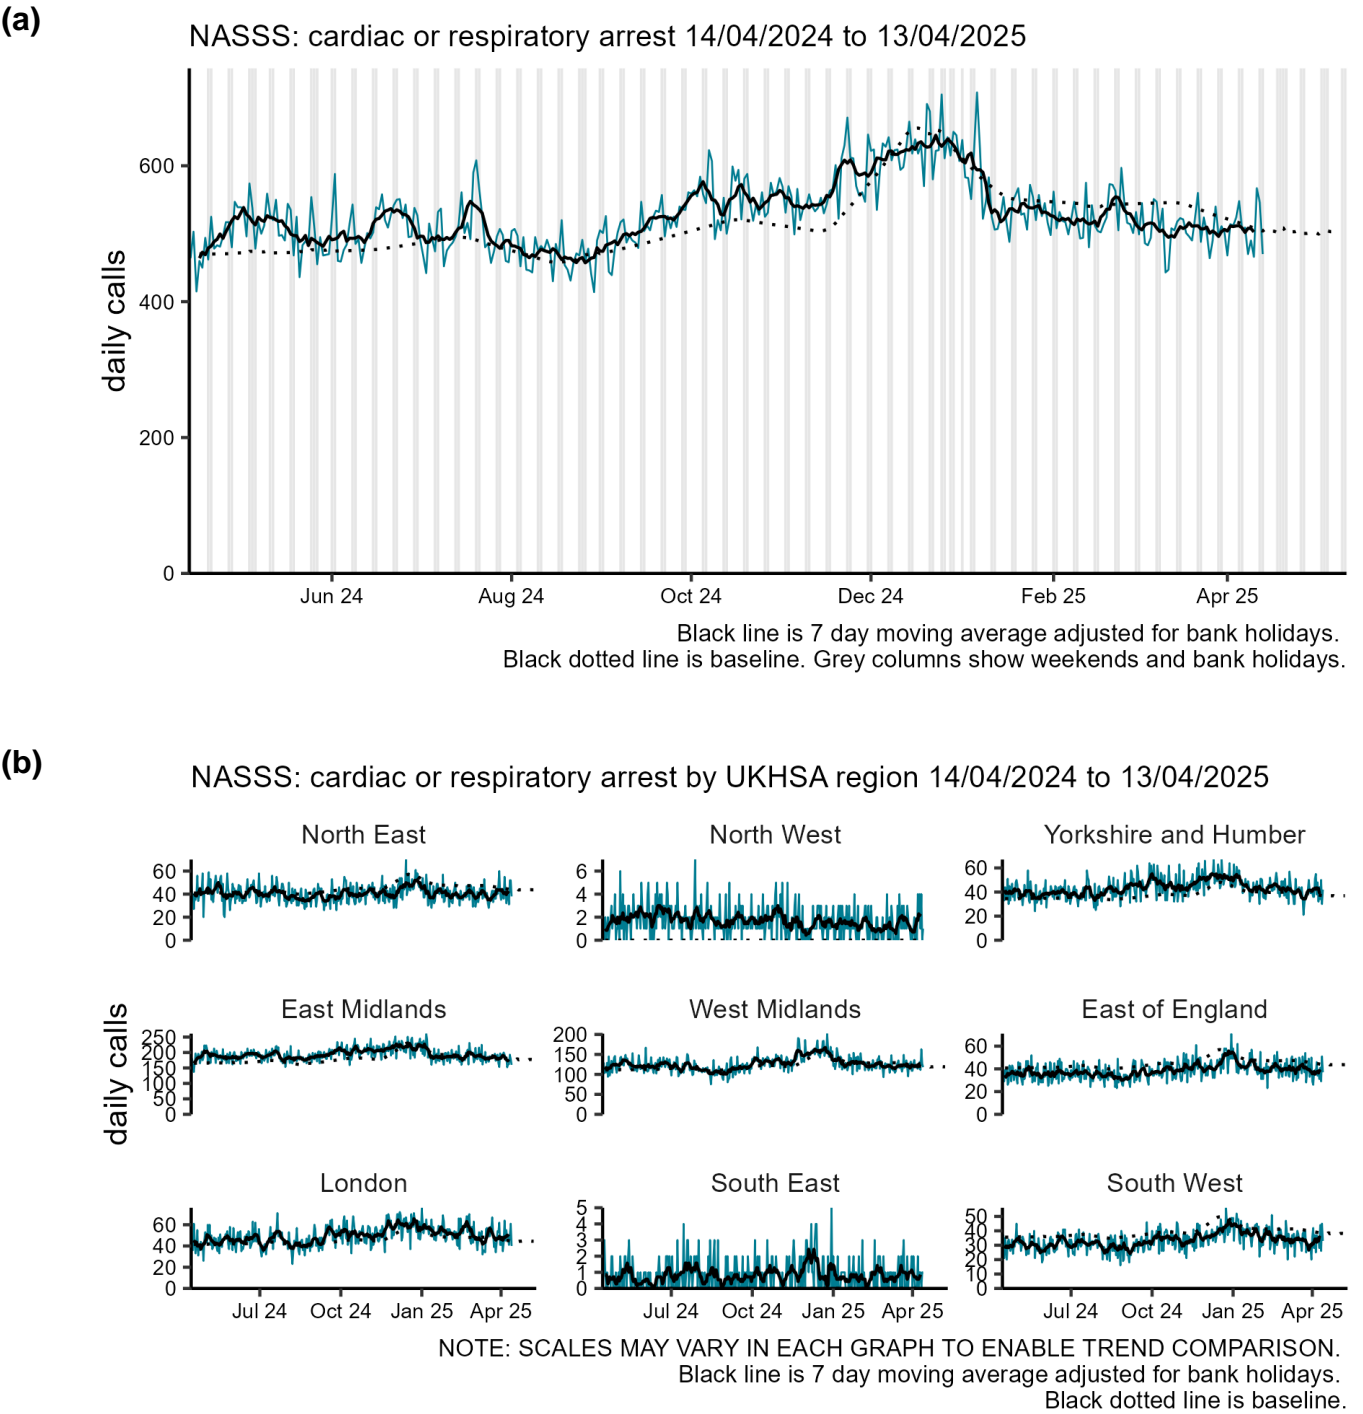 (a)
NASSS: cardiac or respiratory arrest 14/04/2024 to 13/04/2025
daily calls
600
400
200
0
Jun 24 Aug 24 Oct 24 Dec 24 Feb 25 Apr 25
Black line is 7 day moving average adjusted for bank holidays.
Black dotted line is baseline. Grey columns show weekends and bank holidays.
(b)
NASSS: cardiac or respiratory arrest by UKHSA region 14/04/2024 to 13/04/2025
daily calls
North East
60
40
20
0
North West
6
4
2
0
Yorkshire and Humber
60
40
20
0
East Midlands
250
200
150
100
50
0
West Midlands
200
150
100
50
0
East of England
60
40
20
0
London
60
40
20
0
South East
5
4
3
2
1
0
South West
50
40
30
20
10
0
Jul 24 Oct 24 Jan 25 Apr 25 Jul 24 Oct 24 Jan 25 Apr 25 Jul 24 Oct 24 Jan 25 Apr 25
NOTE: SCALES MAY VARY IN EACH GRAPH TO ENABLE TREND COMPARISON.
Black line is 7 day moving average adjusted for bank holidays.
Black dotted line is baseline.